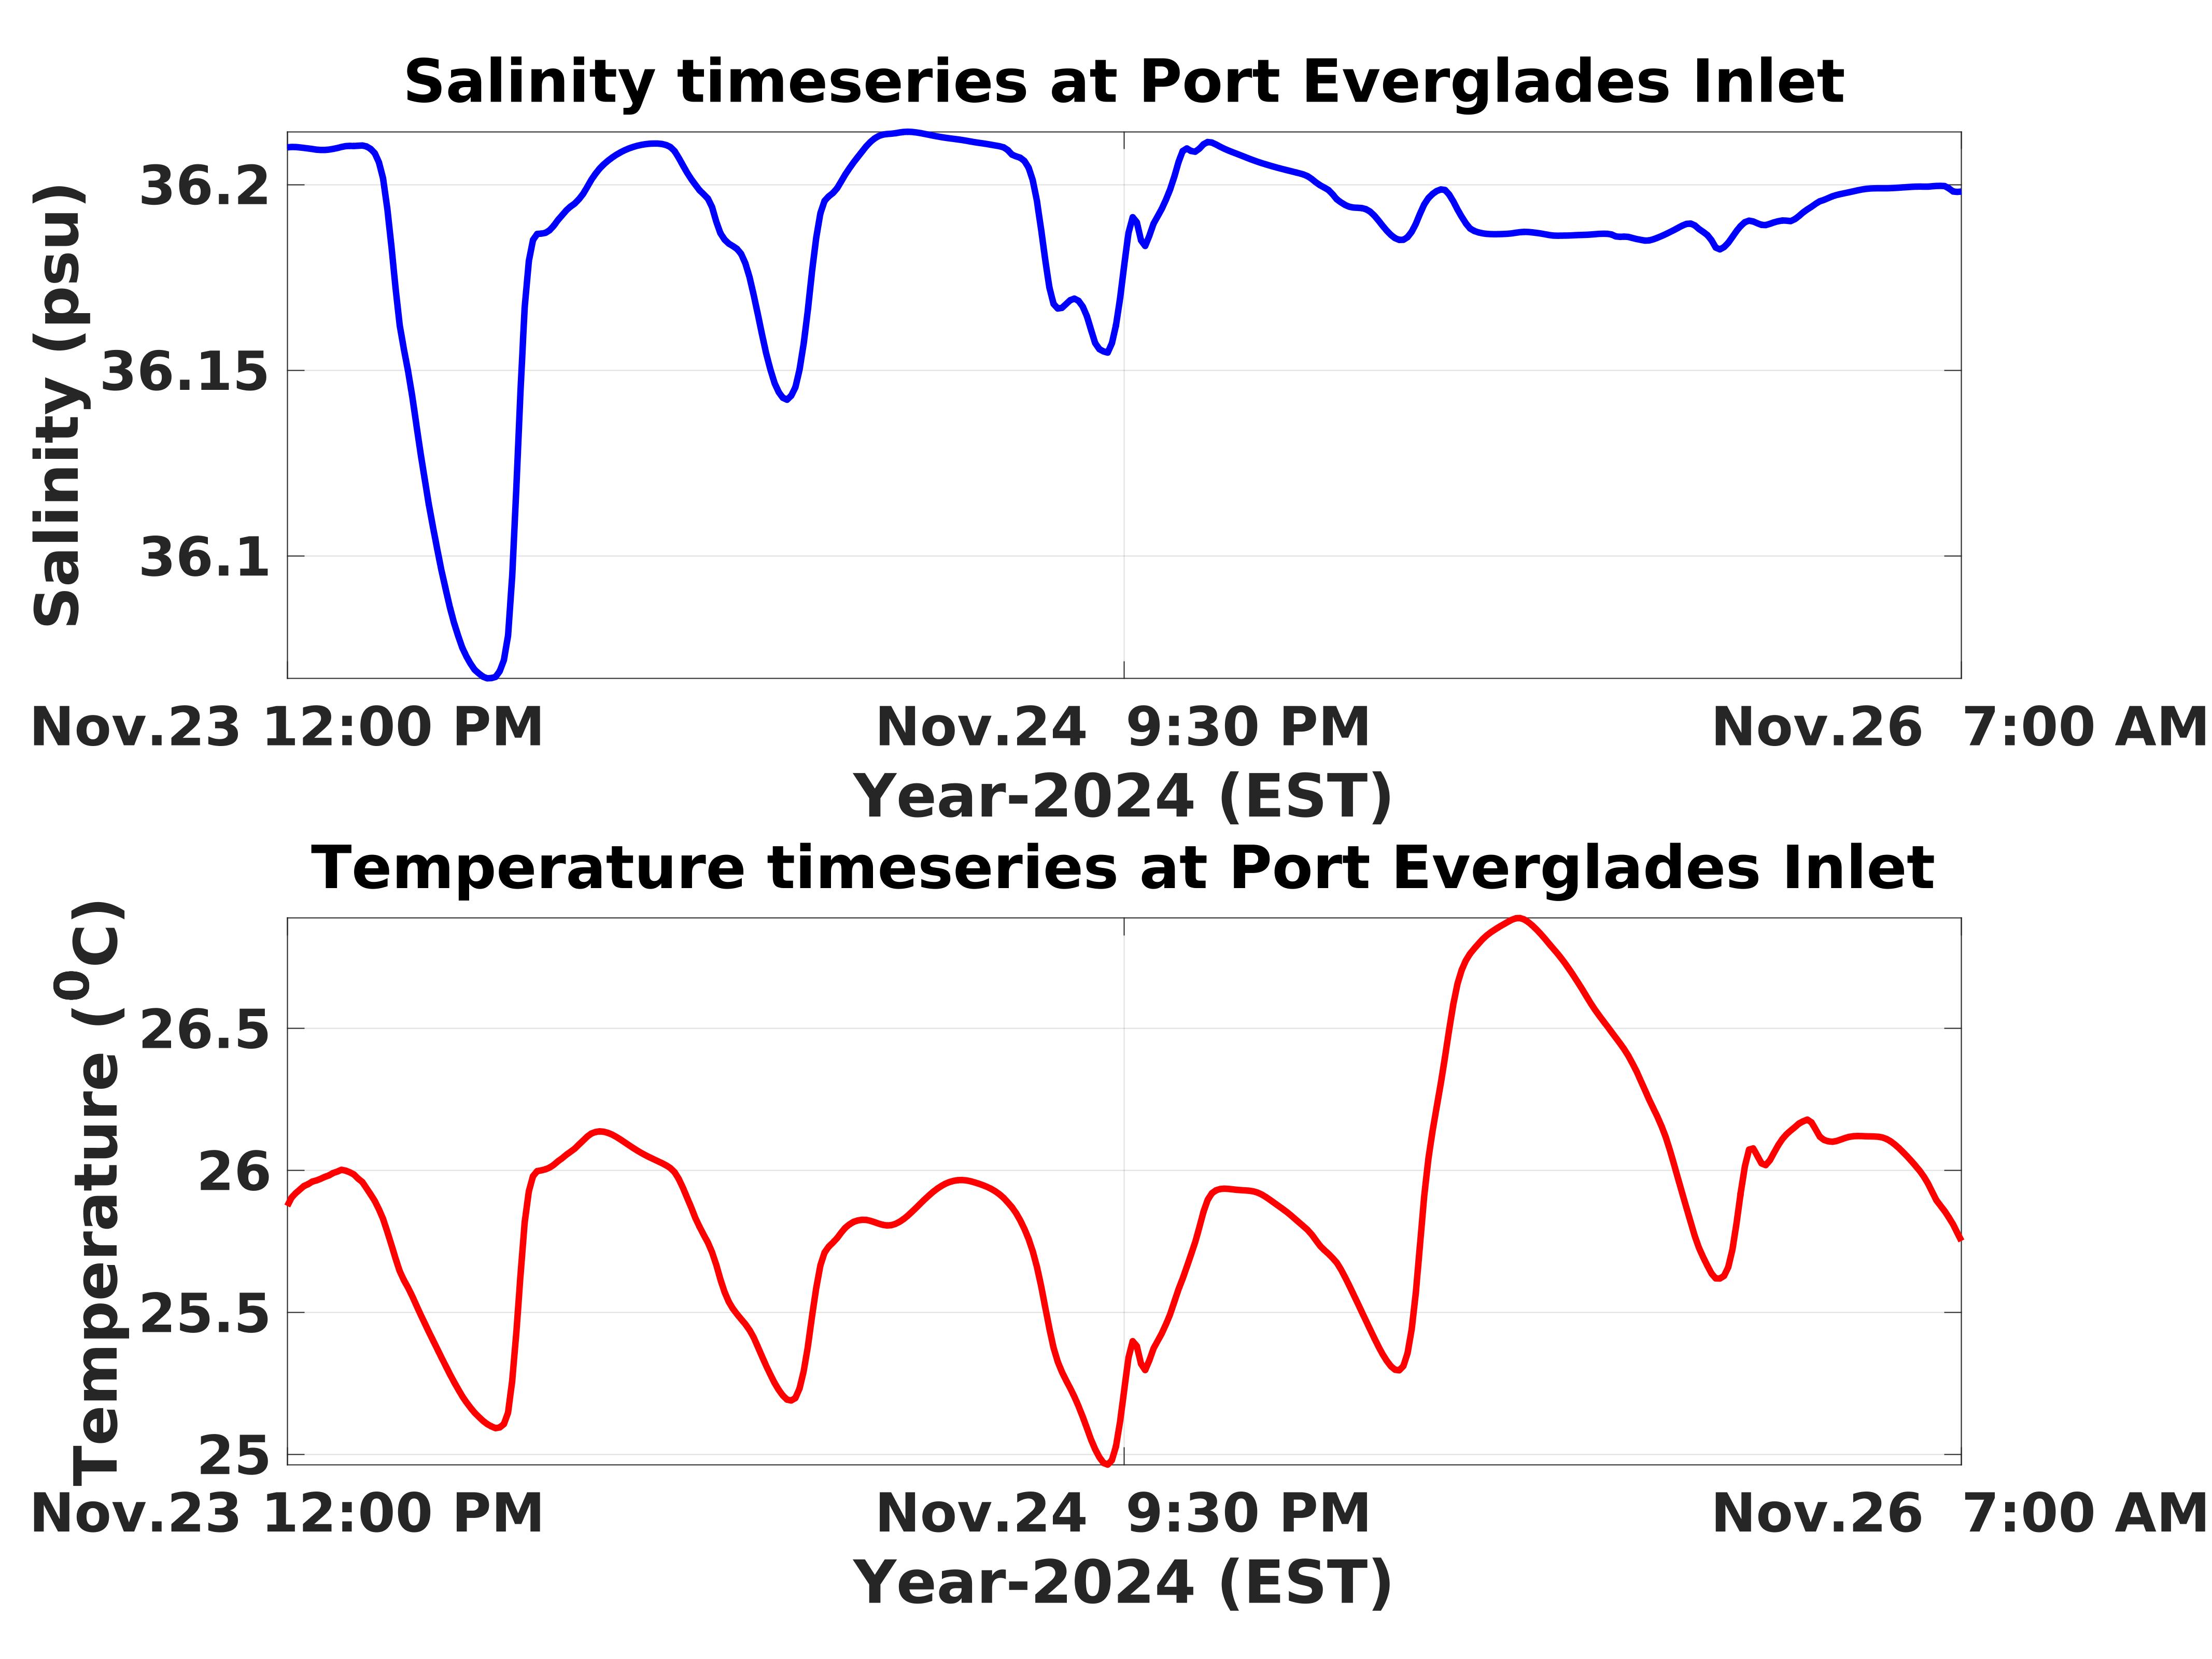 Salinity timeseries at Port Everglades Inlet
Salinity (psu)
36.2
36.15
36.1
Nov.23 12:00 PM
Nov.24  9:30 PM
Nov.26  7:00 AM
Year-2024 (EST)
Temperature timeseries at Port Everglades Inlet
Temperature (⁰C)
26.5
26
25.5
25
Nov.23 12:00 PM
Nov.24  9:30 PM
Nov.26  7:00 AM
Year-2024 (EST)